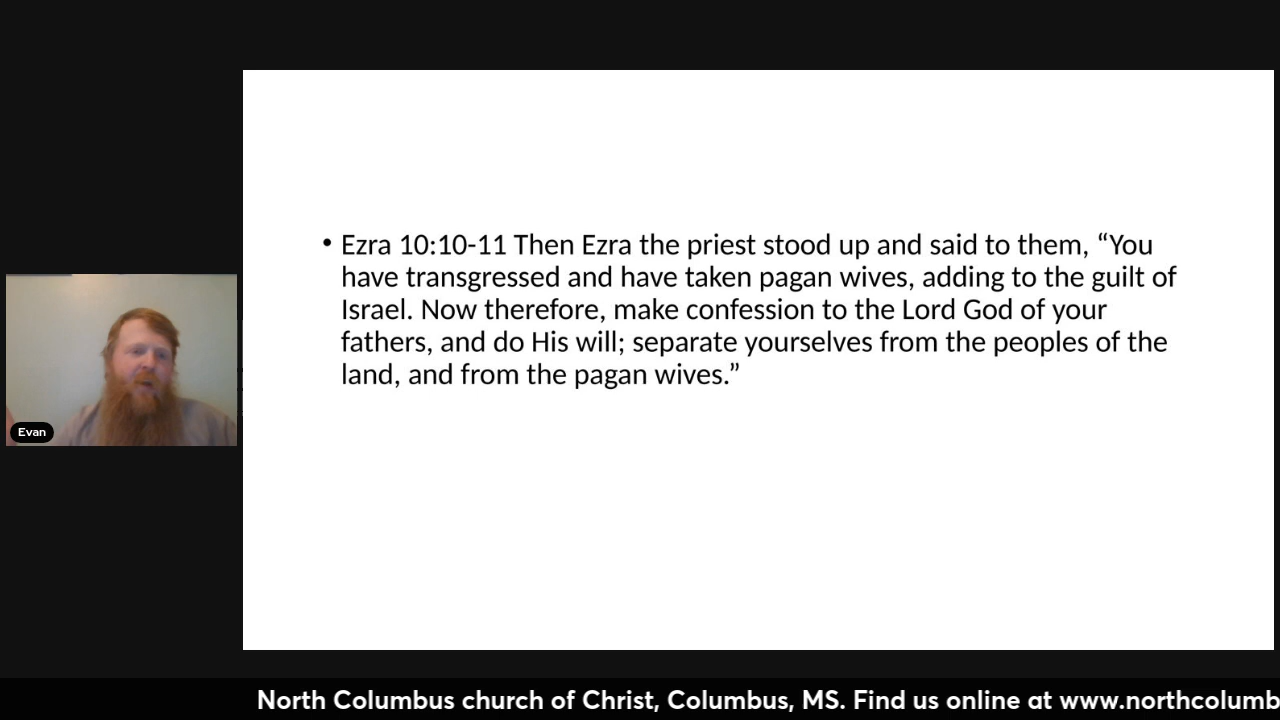 • Ezra 10:10-11 Then Ezra the priest stood up and said to them, “You
have transgressed and have taken pagan wives, adding to the guilt of
Israel. Now therefore, make confession to the Lord God of your
fathers, and do His will; separate yourselves from the peoples of the
land, and from the pagan wives.”
Evan
North Columbus church of Christ, Columbus, MS. Find us online at www.northcolumb